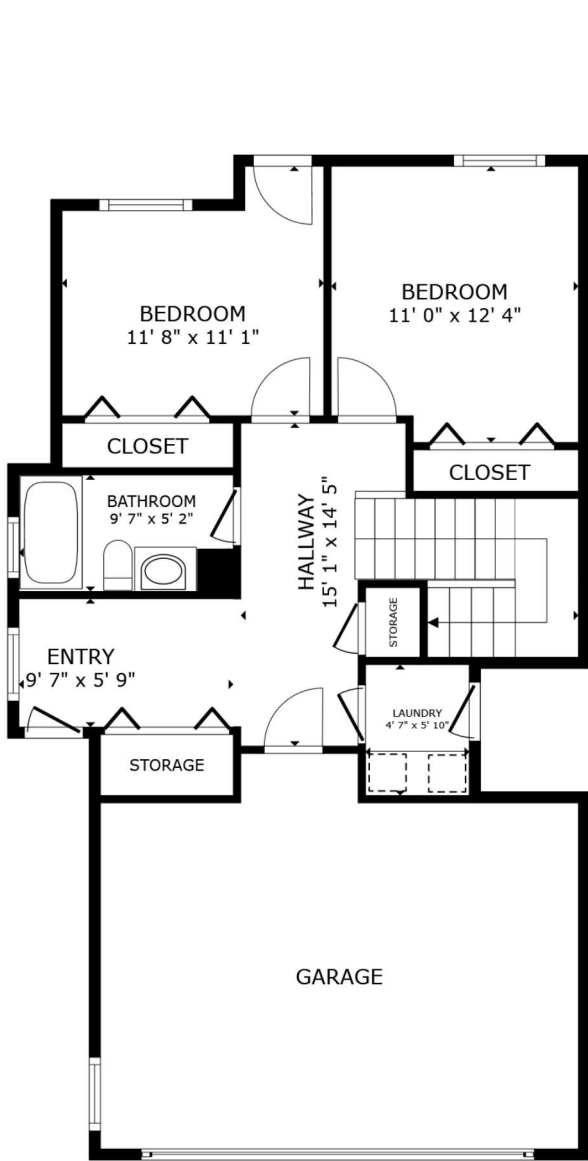 BEDROOM
11' 8" x 11' 1"
BEDROOM
11' 0" x 12' 4"
CLOSET
CLOSET
BATHROOM
9' 7" x 5' 2"
HALLWAY
15' 1" x 14' 5"
STORAGE
ENTRY
9' 7" x 5' 9"
LAUNDRY
4' 7" x 5' 10"
STORAGE
GARAGE